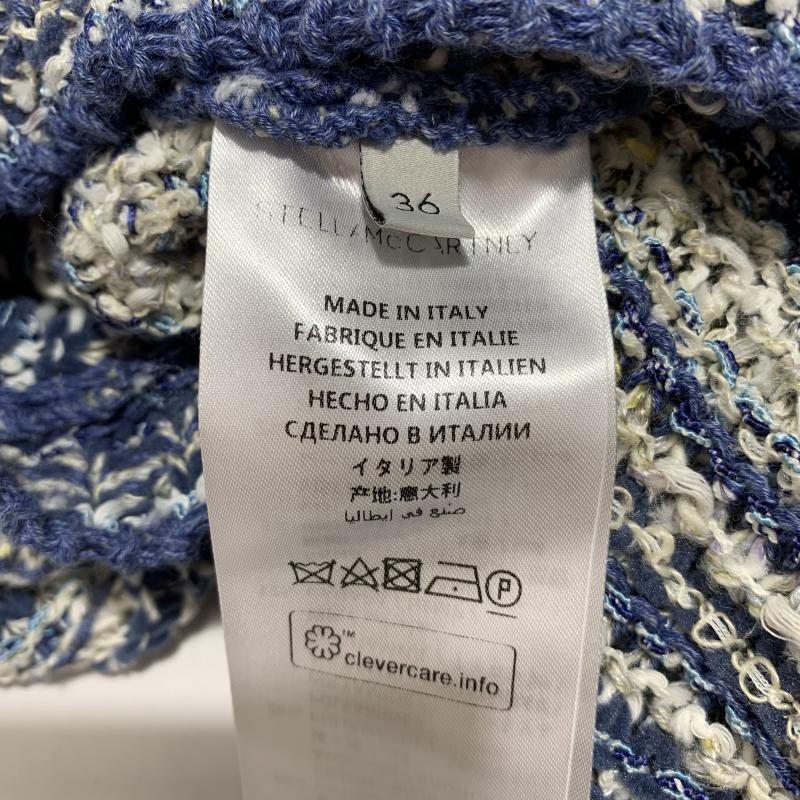 36
STELLA McCARTNEY
MADE IN ITALY
FABRIQUE EN ITALIE
HERGESTELLT IN ITALIEN
HECHO EN ITALIA
СДЕЛАНО В ИТАЛИИ
イタリア製
产地:意大利
صنع في ايطاليا
P
™
clevercare.info